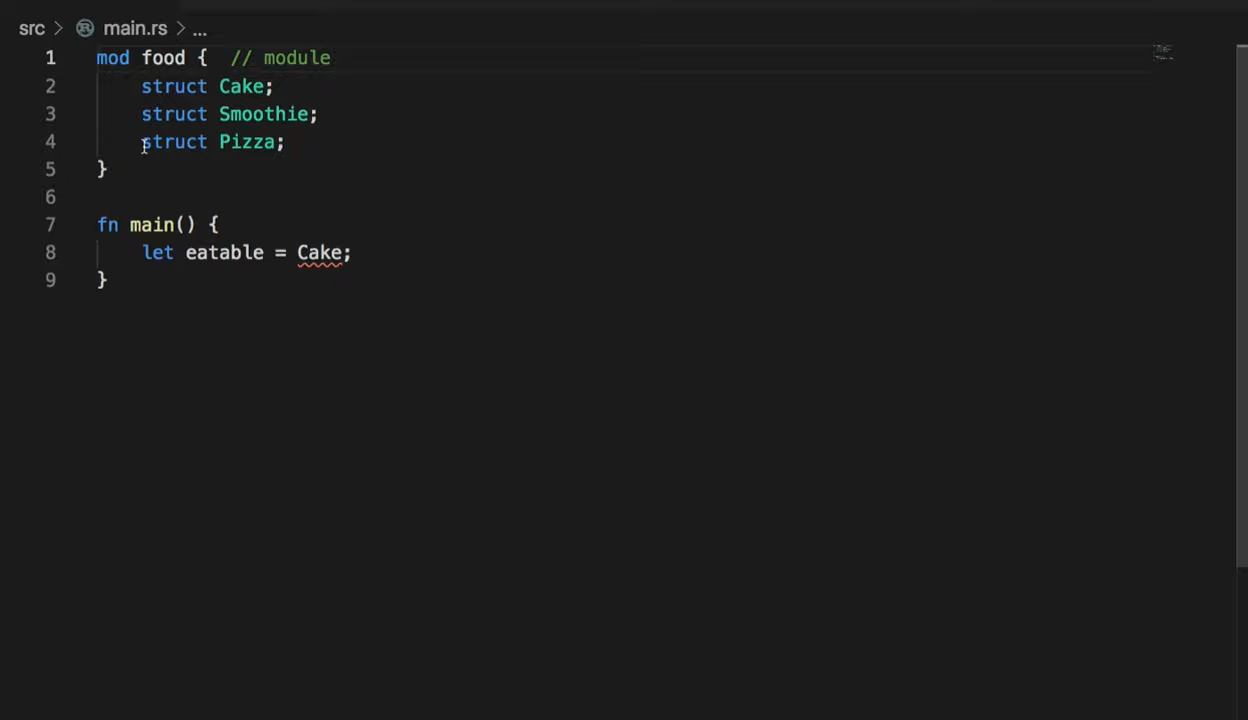 src > main.rs > ...
1 mod food {  // module
2     struct Cake;
3     struct Smoothie;
4     struct Pizza;
5 }
6
7 fn main() {
8     let eatable = Cake;
9 }